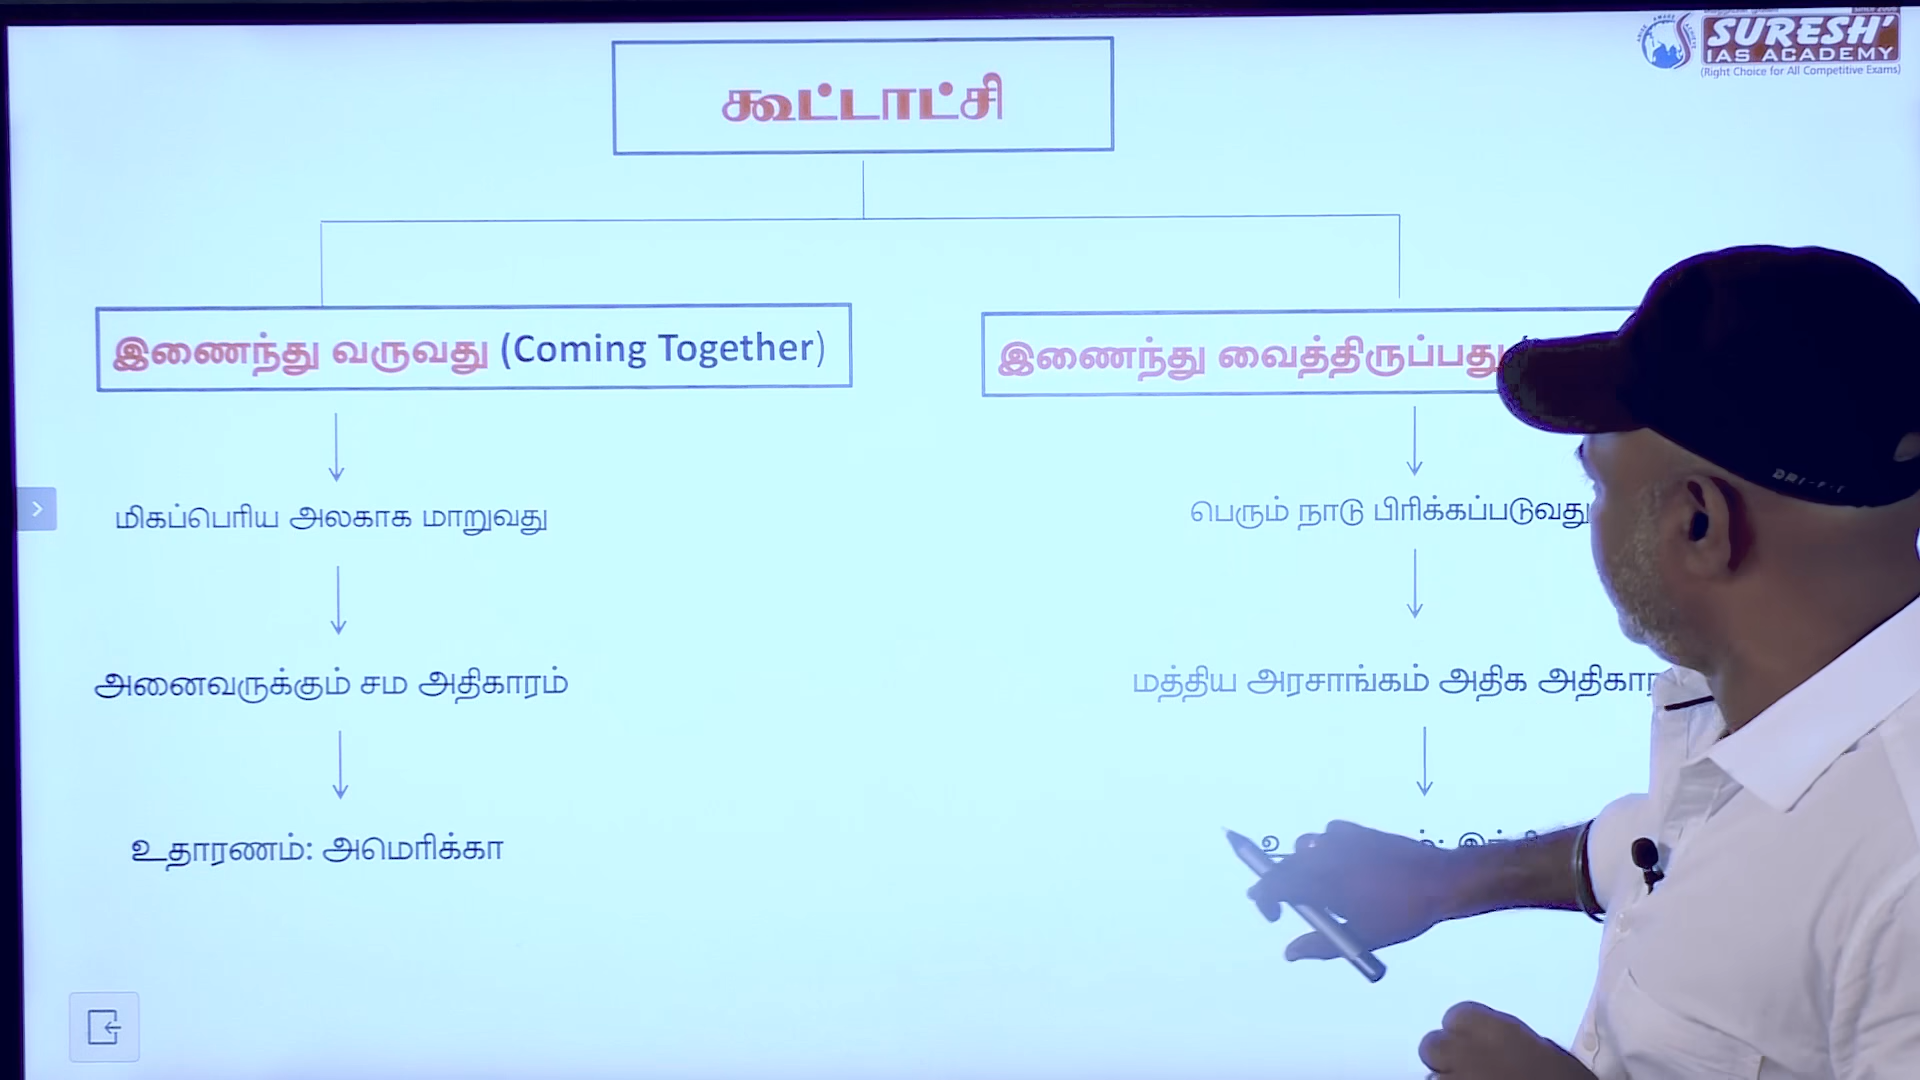 SURESH'
IAS ACADEMY
(Right Choice for All Competitive Exams)
கூட்டாட்சி
இணைந்து வருவது (Coming Together)
இணைந்து வைத்திருப்பது
மிகப்பெரிய அலகாக மாறுவது
பெரும் நாடு பிரிக்கப்படுவது
அனைவருக்கும் சம அதிகாரம்
மத்திய அரசாங்கம் அதிக
உதாரணம்: அமெரிக்கா